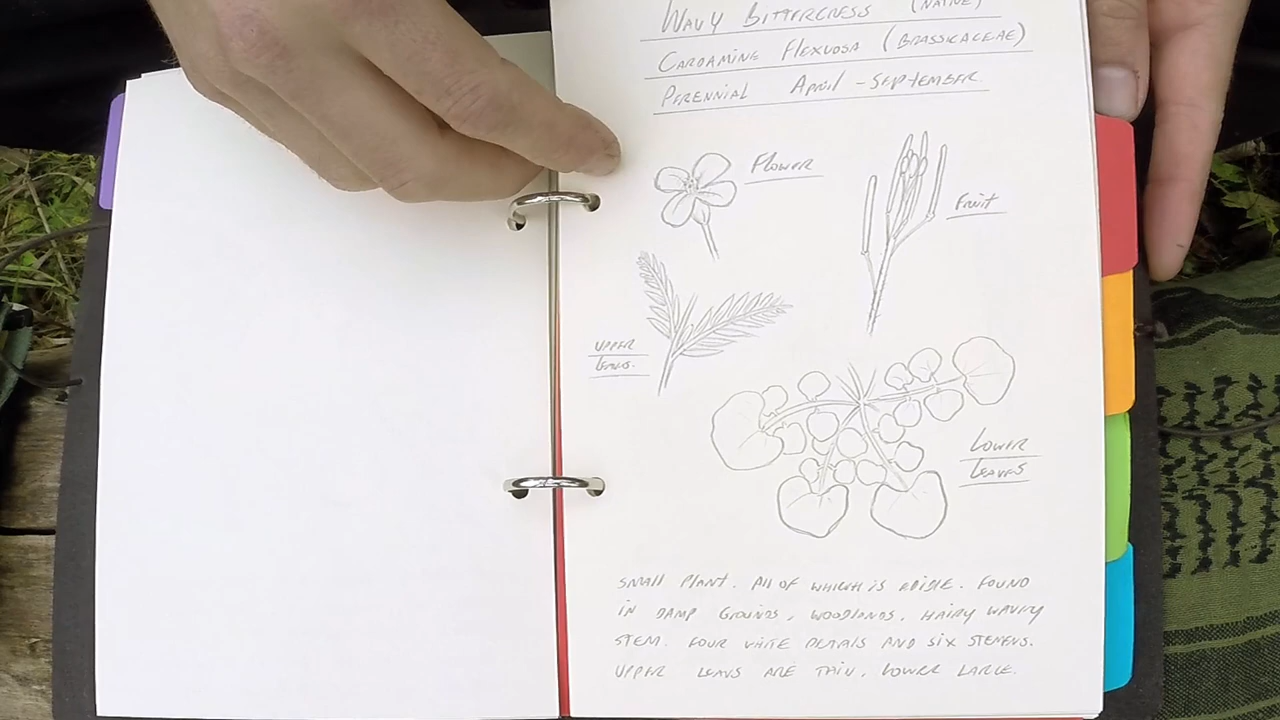 WAVY BITTERCRESS (NATIVE)
CARDAMINE FLEXUOSA (BRASSICACEAE)
PERENNIAL APRIL - SEPTEMBER
FLOWER
FRUIT
UPPER
LEAVES.
LOWER
LEAVES
SMALL PLANT. ALL OF WHICH IS EDIBLE. FOUND
IN DAMP GROUNDS, WOODLANDS. HAIRY WAVEY
STEM. FOUR WHITE PETALS AND SIX STEMENS.
UPPER LEAVS ARE THIN, LOWER LARGE.